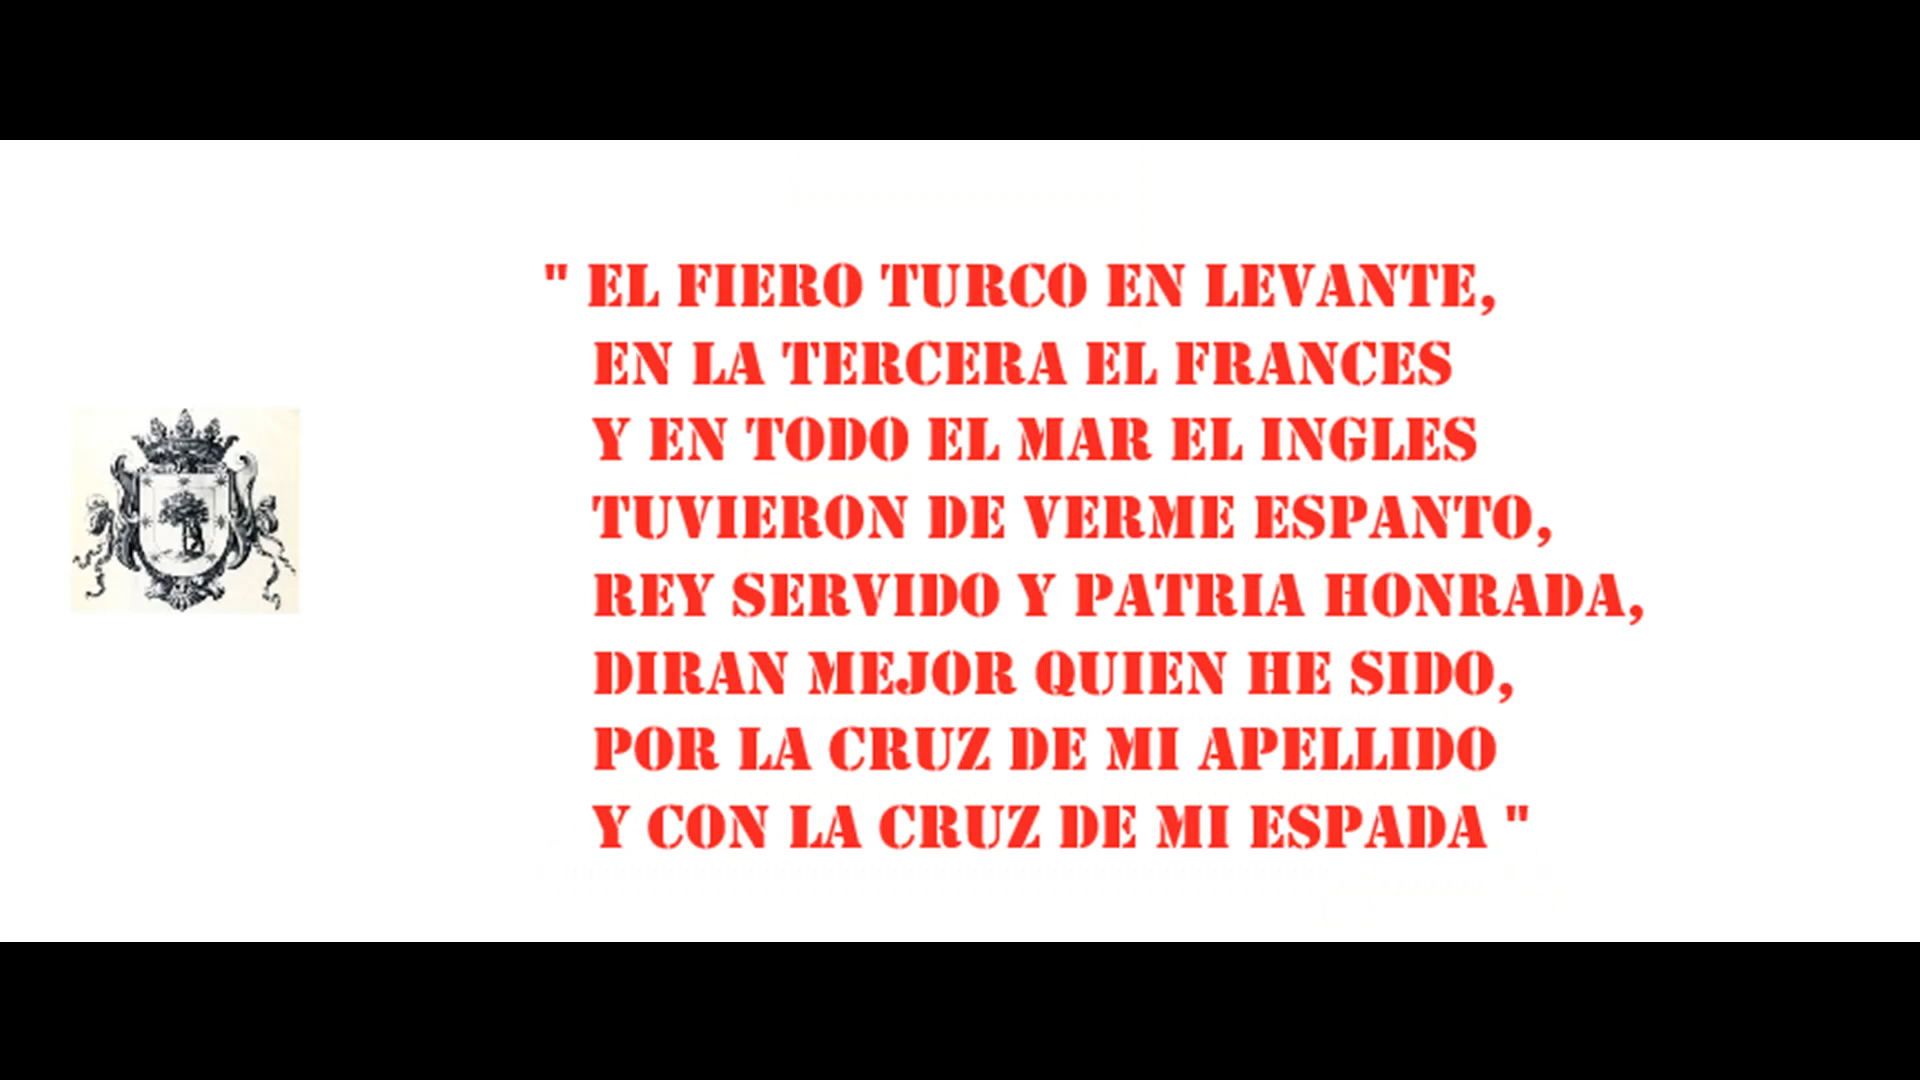 " EL FIERO TURCO EN LEVANTE,
EN LA TERCERA EL FRANCES
Y EN TODO EL MAR EL INGLES
TUVIERON DE VERME ESPANTO,
REY SERVIDO Y PATRIA HONRADA,
DIRAN MEJOR QUIEN HE SIDO,
POR LA CRUZ DE MI APELLIDO
Y CON LA CRUZ DE MI ESPADA "